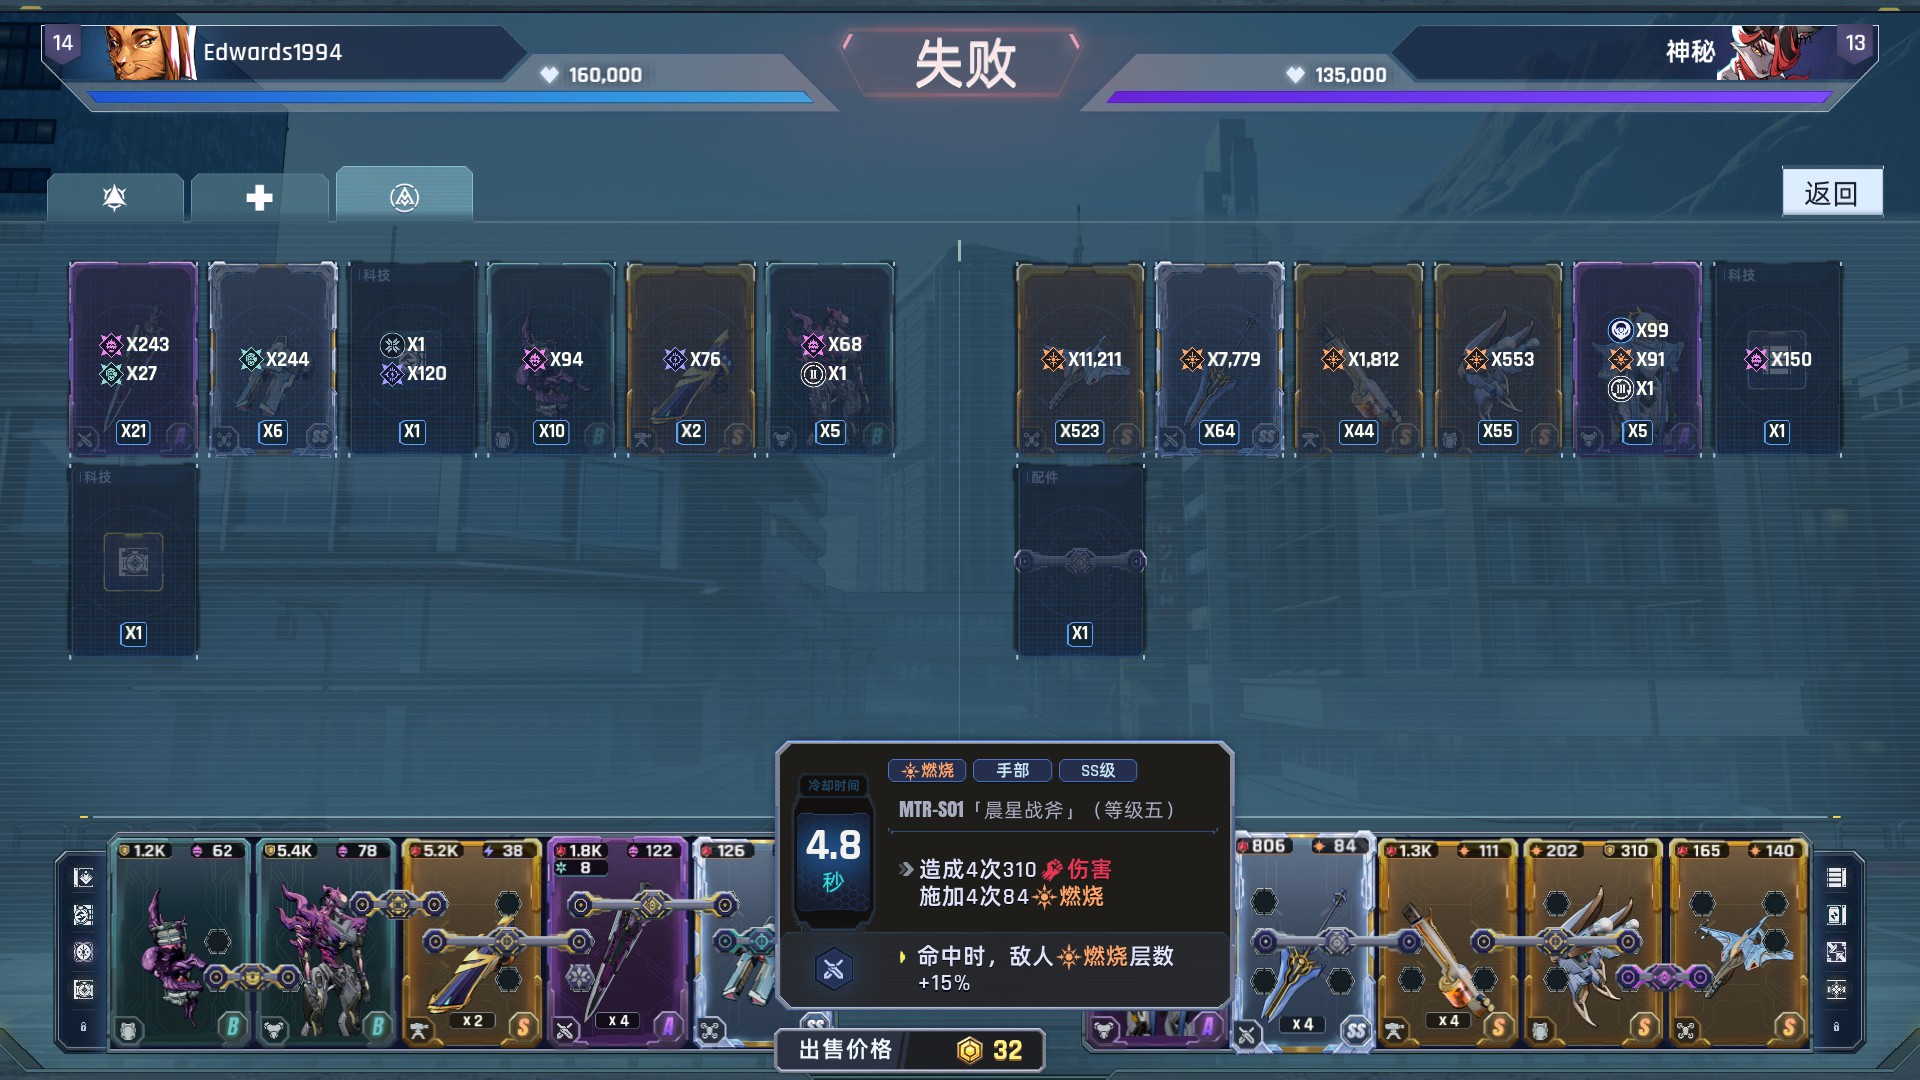 14
Edwards1994
160,000
失败
135,000
神秘
13
返回
X243
X27
X21
A
X244
X6
SS
科技
X1
X120
X1
X94
X10
B
X76
X2
S
X68
X1
X5
B
X11,211
X523
S
X7,779
X64
SS
X1,812
X44
S
X553
X55
S
X99
X91
X1
X5
A
科技
X150
X1
科技
X1
配件
X1
冷却时间
4.8
秒
燃烧
手部
SS级
MTR-S01「晨星战斧」（等级五）
造成4次310伤害
施加4次84燃烧
命中时，敌人燃烧层数
+15%
出售价格
32
1.2K
62
B
5.4K
78
B
5.2K
38
x2
S
1.8K
122
8
x4
A
126
SS
A
806
84
x4
SS
1.3K
111
x4
S
202
310
S
165
140
S